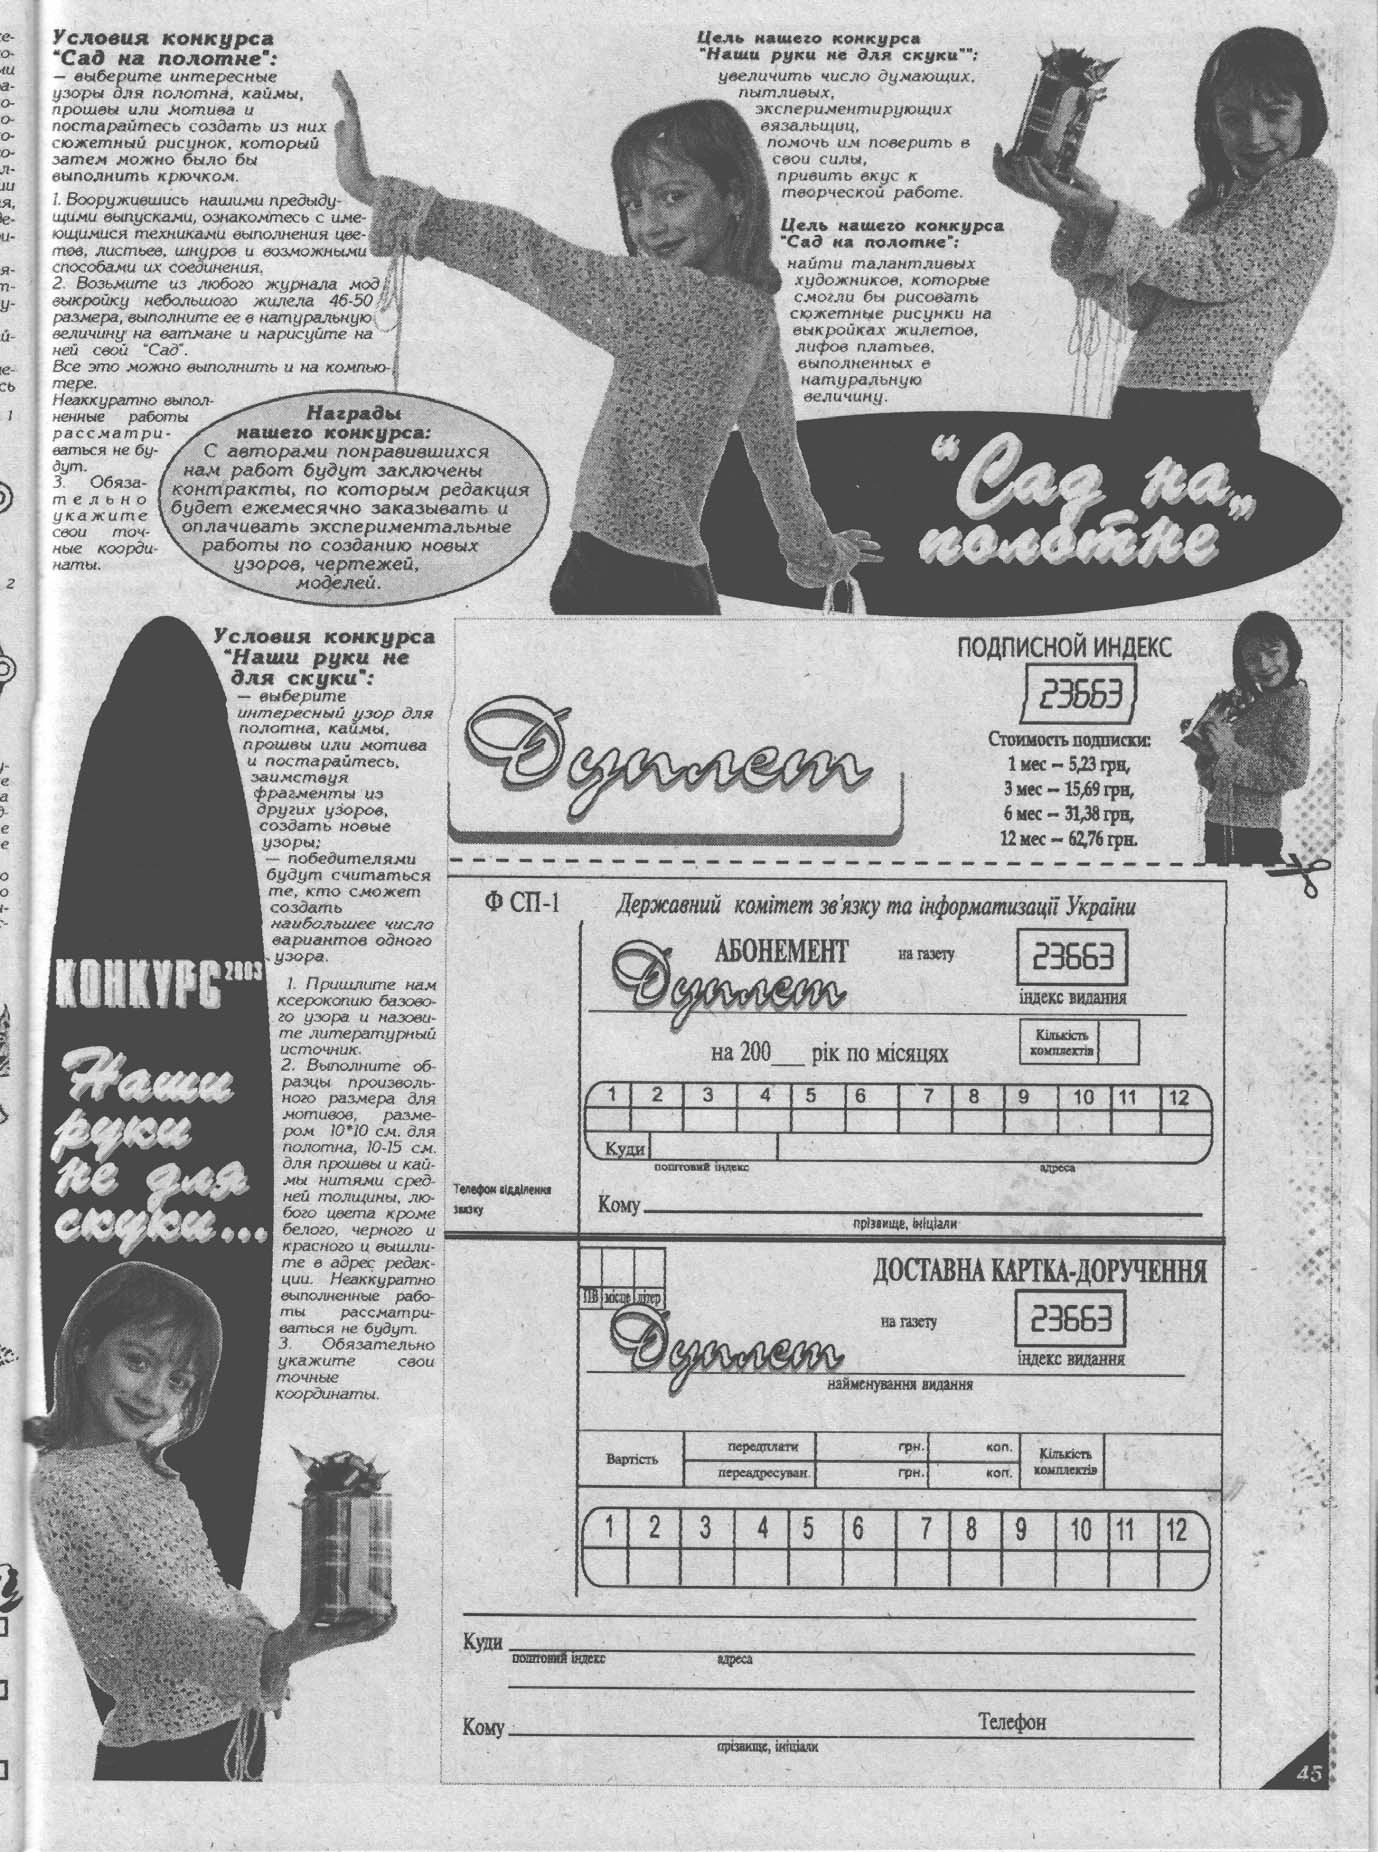 Условия конкурса
"Сад на полотне":
— выберите интересные
узоры для полотна, каймы,
прошвы или мотива и
постарайтесь создать из них
сюжетный рисунок, который
затем можно было бы
выполнить крючком.
1. Вооружившись нашими предыду-
щими выпусками, ознакомтесь с име-
ющимися техниками выполнения цве-
тов, листьев, шнуров и возможными
способами их соединения.
2. Возьмите из любого журнала мод
выкройку небольшого жилела 46-50
размера, выполните ее в натуральную
величину на ватмане и нарисуйте на
ней свой "Сад".
Все это можно выполнить и на компью-
тере.
Неаккуратно выпол-
ненные работы
рассматри-
ваться не бу-
дут.
3. Обяза-
тельно
укажите
свои точ-
ные коорди-
наты.
Награды
нашего конкурса:
С авторами понравившихся
нам работ будут заключены
контракты, по которым редакция
будет ежемесячно заказывать и
оплачивать экспериментальные
работы по созданию новых
узоров, чертежей,
моделей.
Цель нашего конкурса
"Наши руки не для скуки"":
увеличить число думающих,
пытливых,
экспериментирующих
вязальщиц,
помочь им поверить в
свои силы,
привить вкус к
творческой работе.
Цель нашего конкурса
"Сад на полотне":
найти талантливых
художников, которые
смогли бы рисовать
сюжетные рисунки на
выкройках жилетов,
лифов платьев,
выполненных в
натуральную
величину.
"Сад на„
полотне
Условия конкурса
"Наши руки не
для скуки":
— выберите
интересный узор для
полотна, каймы,
прошвы или мотива
и постарайтесь,
заимствуя
фрагменты из
других узоров,
создать новые
узоры;
— победителями
будут считаться
те, кто сможет
создать
наибольшее число
вариантов одного
узора.
1. Пришлите нам
ксерокопию базово-
го узора и назови-
те литературный
источник.
2. Выполните об-
разцы произволь-
ного размера для
мотивов, разме-
ром 10*10 см. для
полотна, 10-15 см.
для прошвы и кай-
мы нитями сред-
ней толщины, лю-
бого цвета кроме
белого, черного и
красного и вышли-
те в адрес редак-
ции. Неаккуратно
выполненные рабо-
ты рассматри-
ваться не будут.
3. Обязательно
укажите свои
точные
координаты.
КОНКУРС 2003
Наши
руки
не для
скуки...
Дуплет
ПОДПИСНОЙ ИНДЕКС
23663
Стоимость подписки:
1 мес — 5,23 грн,
3 мес — 15,69 грн,
6 мес — 31,38 грн,
12 мес — 62,76 грн.
Ф СП-1
Державний комітет зв'язку та інформатизації України
АБОНЕМЕНТ на газету 23663
Дуплет
індекс видання
на 200___ рік по місяцях
Кількість
комплектів
1 2 3 4 5 6 7 8 9 10 11 12
Куди
поштовий індекс адреса
Телефон відділення
звязку
Кому
прізвище, ініціали
ДОСТАВНА КАРТКА-ДОРУЧЕННЯ
ПВ місце літер
на газету 23663
Дуплет
індекс видання
найменування видання
Вартість
передплати грн. коп.
переадресуван. грн. коп.
Кількість
комплектів
1 2 3 4 5 6 7 8 9 10 11 12
Куди
поштовий індекс адреса
Кому Телефон
прізвище, ініціали
45